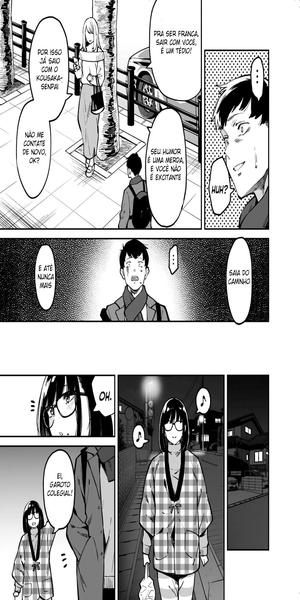 PRA SER FRANCA,
SAIR COM VOCÊ,
É UM TÉDIO!
...
POR ISSO
JÁ SAIO
COM O
KOUSAKA-
SENPAI
SEU HUMOR
É UMA MERDA,
E VOCÊ NÃO
É EXCITANTE
HUH?
NÃO ME
CONTATE
DE NOVO,
OK?
SAIA DO
CAMINHO
...
E ATÉ
NUNCA
MAIS
♪
♪
OH.
EI,
GAROTO
COLEGIAL!